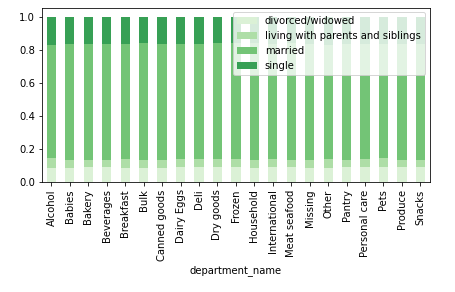 1.0
0.8
0.6
0.4
0.2
0.0
divorced/widowed
living with parents and siblings
married
single
Alcohol
Babies
Bakery
Beverages
Breakfast
Bulk
Canned goods
Dairy Eggs
Deli
Dry goods
Frozen
Household
International
Meat seafood
Missing
Other
Pantry
Personal care
Pets
Produce
Snacks
department_name